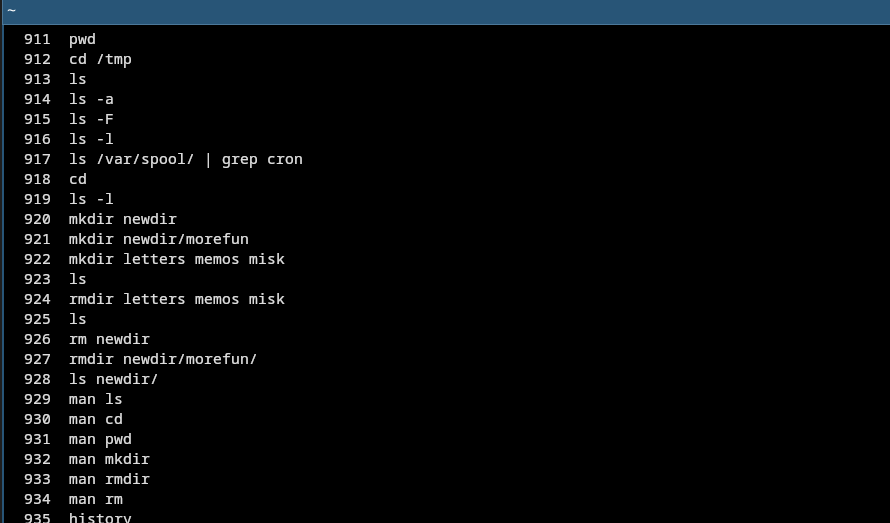 ~
911 pwd
912 cd /tmp
913 ls
914 ls -a
915 ls -F
916 ls -l
917 ls /var/spool/ | grep cron
918 cd
919 ls -l
920 mkdir newdir
921 mkdir newdir/morefun
922 mkdir letters memos misk
923 ls
924 rmdir letters memos misk
925 ls
926 rm newdir
927 rmdir newdir/morefun/
928 ls newdir/
929 man ls
930 man cd
931 man pwd
932 man mkdir
933 man rmdir
934 man rm
935 history